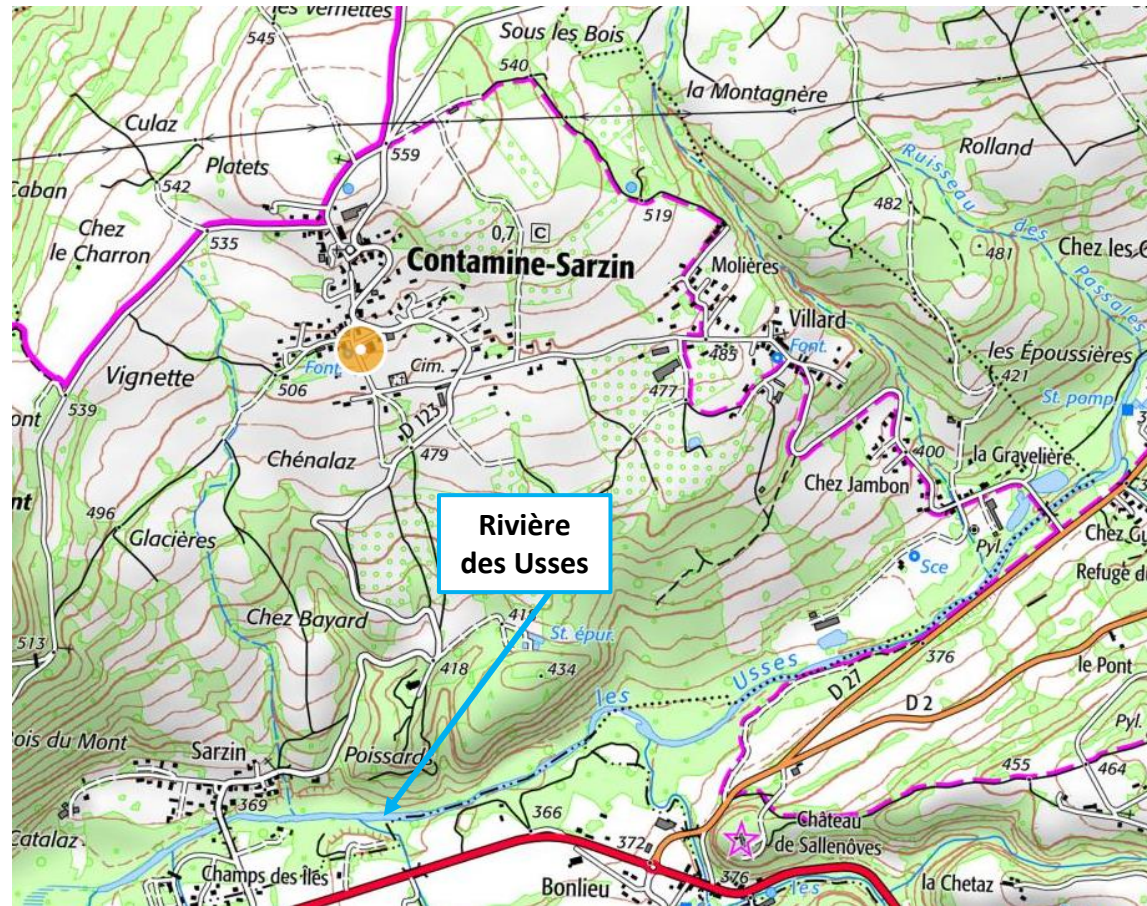 les Vernettes
545
Sous les Bois
540
la Montagnère
Culaz
Rolland
Ruisseau des Passales
559
Platets
Caban
542
482
Chez
le Charron
535
519
0,7 C
481
Chez les
Contamine-Sarzin
Molières
Villard
Font.
485
les Époussières
421
Font.
Cim.
Vignette
506
477
St. pomp.
539
D 123
479
Chénalaz
400
la Gravelière
Chez Jambon
496
Glacières
Rivière
des Usses
Pyl.
Sce
Chez
Refuge
Chez Bayard
St. épur.
513
418
434
les Usses
376
le Pont
D 27
D 2
Pyl.
ois du Mont
Sarzin
Poissard
455
464
369
366
Catalaz
372
Château
de Sallenôves
Champs des Îles
376
les
Bonlieu
la Chetaz